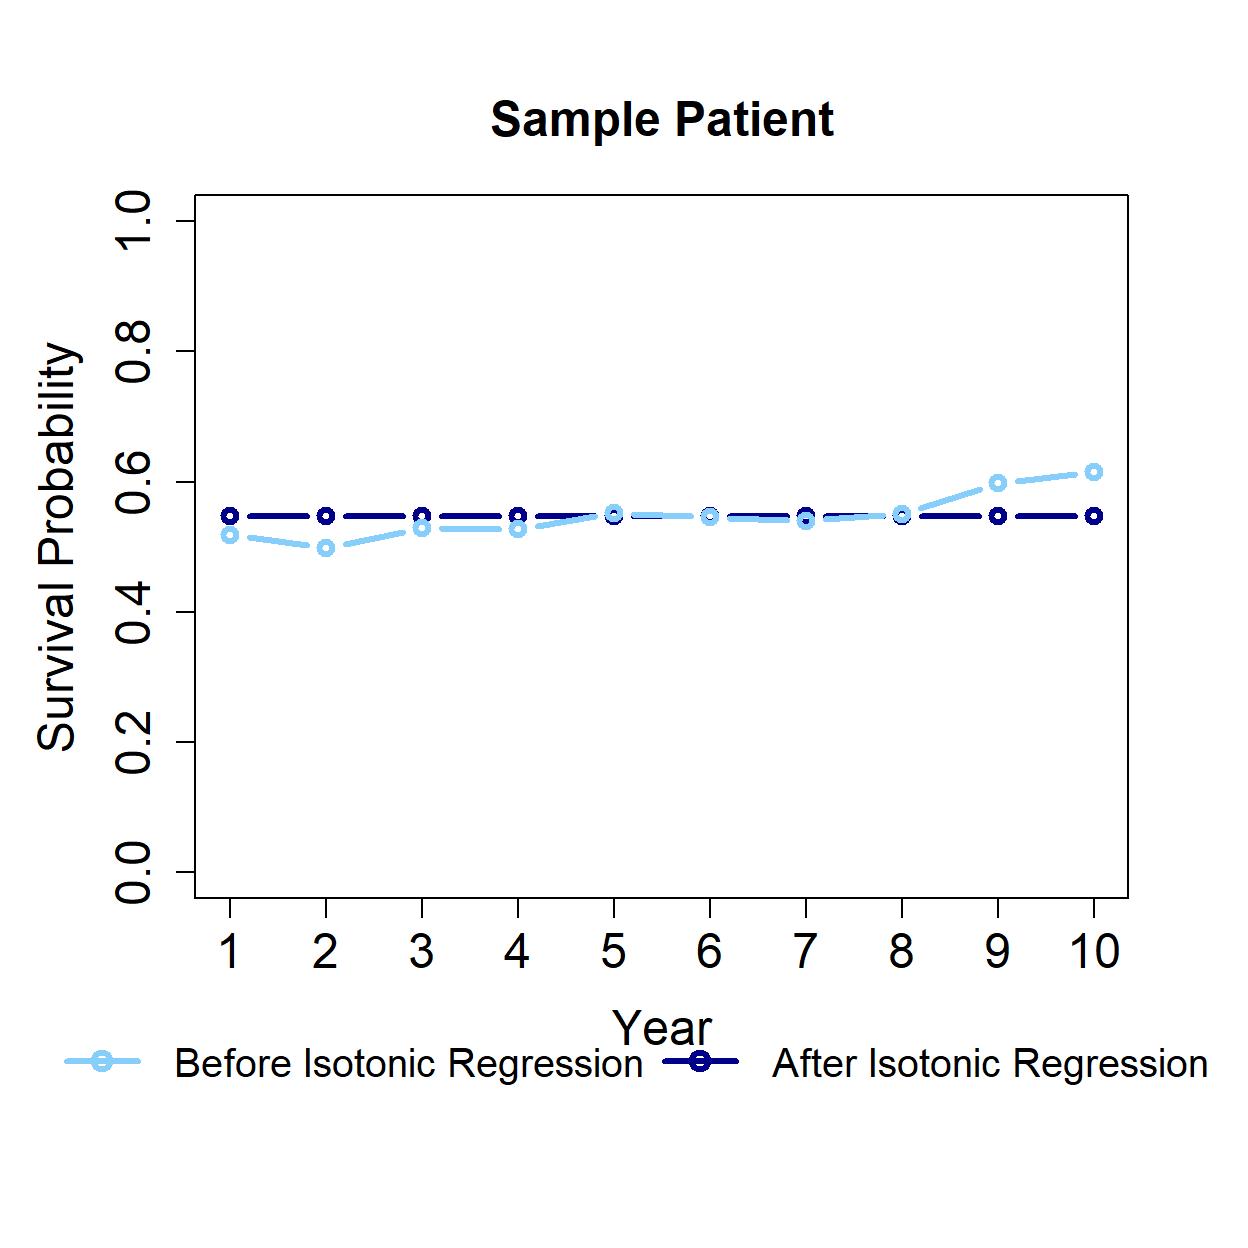 Sample Patient
Survival Probability
1.0
0.8
0.6
0.4
0.2
0.0
1 2 3 4 5 6 7 8 9 10
Year
Before Isotonic Regression After Isotonic Regression